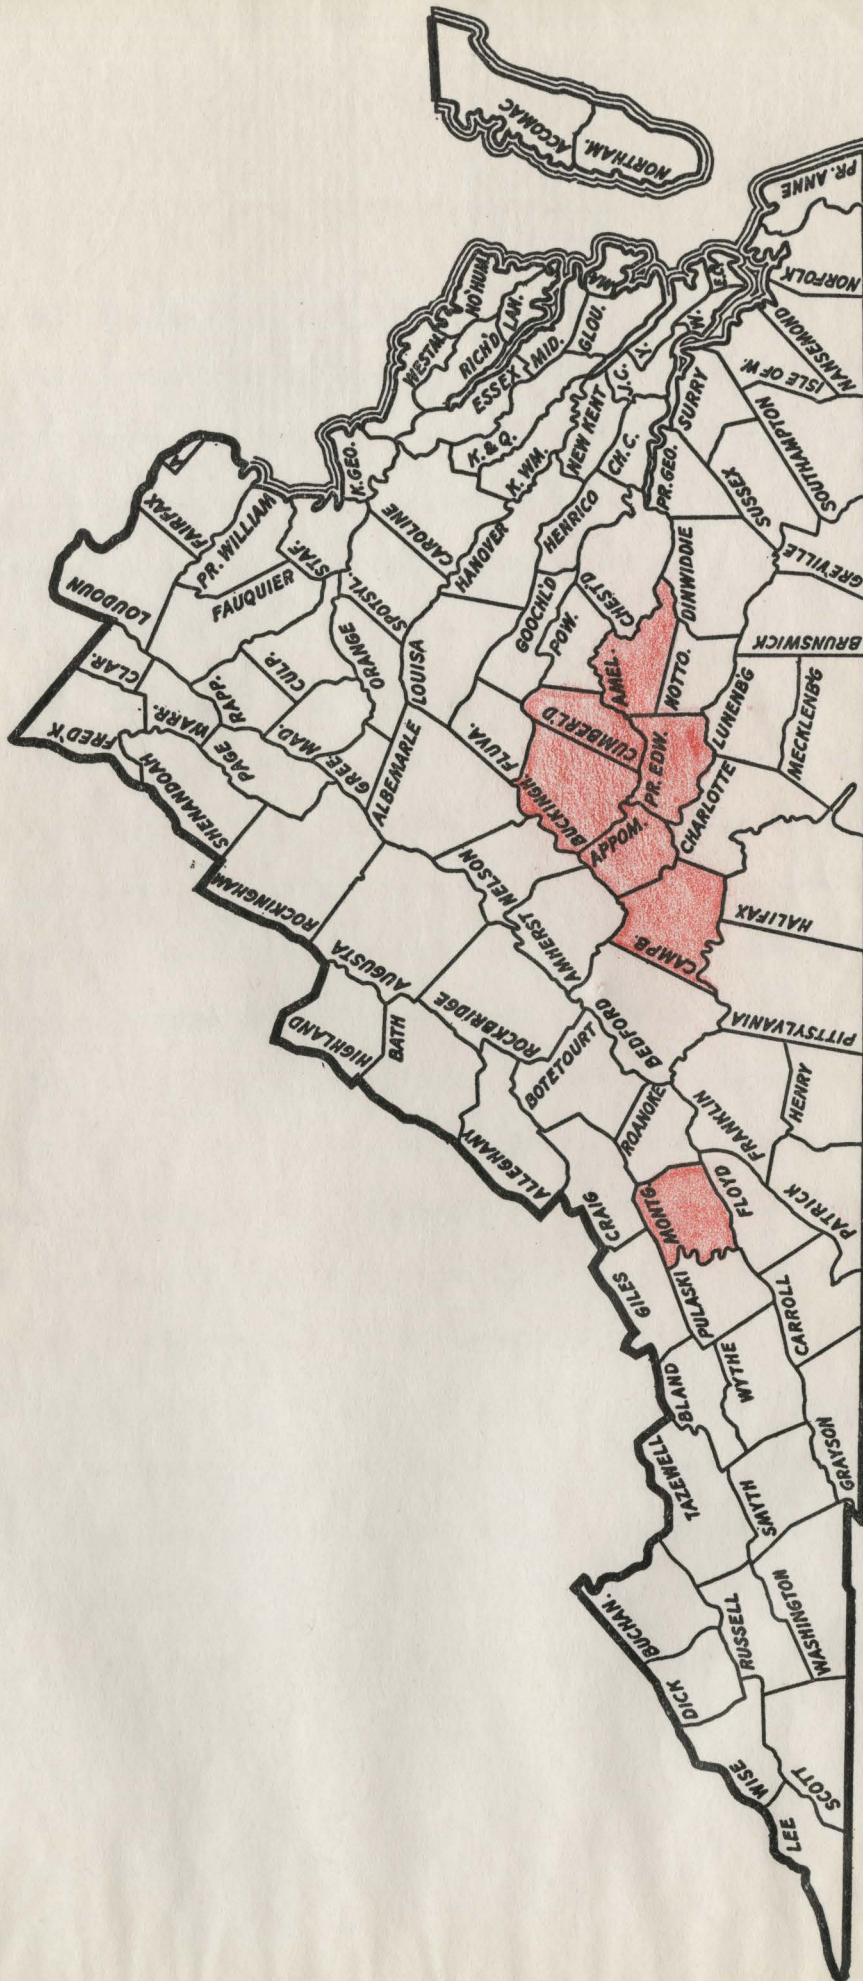 ACCOMAC
NORTHAM.
PR. ANNE
NORFOLK
NANSEMOND
ISLE OF W.
SOUTHAMPTON
SURRY
SUSSEX
GREVILLE
PR. GEO.
DINWIDDIE
BRUNSWICK
MECKLENB'G
LUNENB'G
NOTTO.
AMEL.
CHEST'D
POW.
GOOCHL'D
HENRICO
HANOVER
CH.C.
NEW KENT
J.C.
Y.
W.
E.C.
GLOU.
MID.
ESSEX
K. & Q.
K. WM.
LAN.
RICH'D
NO'HUM.
WESTM.
K. GEO.
CAROLINE
SPOTSYL.
STAF.
PR. WILLIAM
FAIRFAX
LOUDOUN
FAUQUIER
CULP.
ORANGE
LOUISA
FLUVA.
CUMBERL'D
BUCKINGH.
PR. EDW.
APPOM.
CHARLOTTE
CAMPB.
HALIFAX
PITTSYLVANIA
ALBEMARLE
GREE.
MAD.
RAPP.
WARR.
CLAR.
FRED'K
SHENANDOAH
PAGE
ROCKINGHAM
AUGUSTA
NELSON
AMHERST
ROCKBRIDGE
HIGHLAND
BATH
ALLEGHANY
BOTETOURT
BEDFORD
ROANOKE
FRANKLIN
HENRY
PATRICK
FLOYD
MONTG.
CRAIG
GILES
PULASKI
CARROLL
WYTHE
BLAND
GRAYSON
SMYTH
TAZEWELL
WASHINGTON
RUSSELL
BUCHAN.
DICK
WISE
SCOTT
LEE